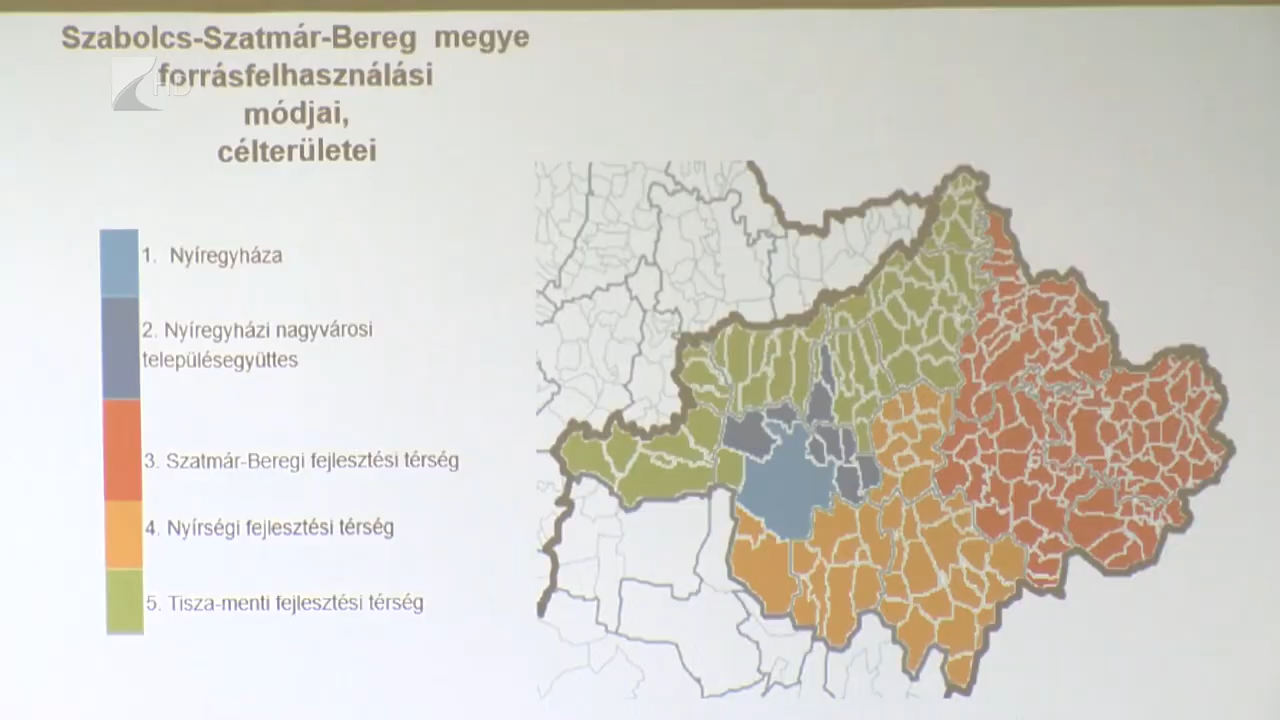 Szabolcs-Szatmár-Bereg megye
forrásfelhasználási
módjai,
célterületei
HD
1. Nyíregyháza
2. Nyíregyházi nagyvárosi
településegyüttes
3. Szatmár-Beregi fejlesztési térség
4. Nyírségi fejlesztési térség
5. Tisza-menti fejlesztési térség